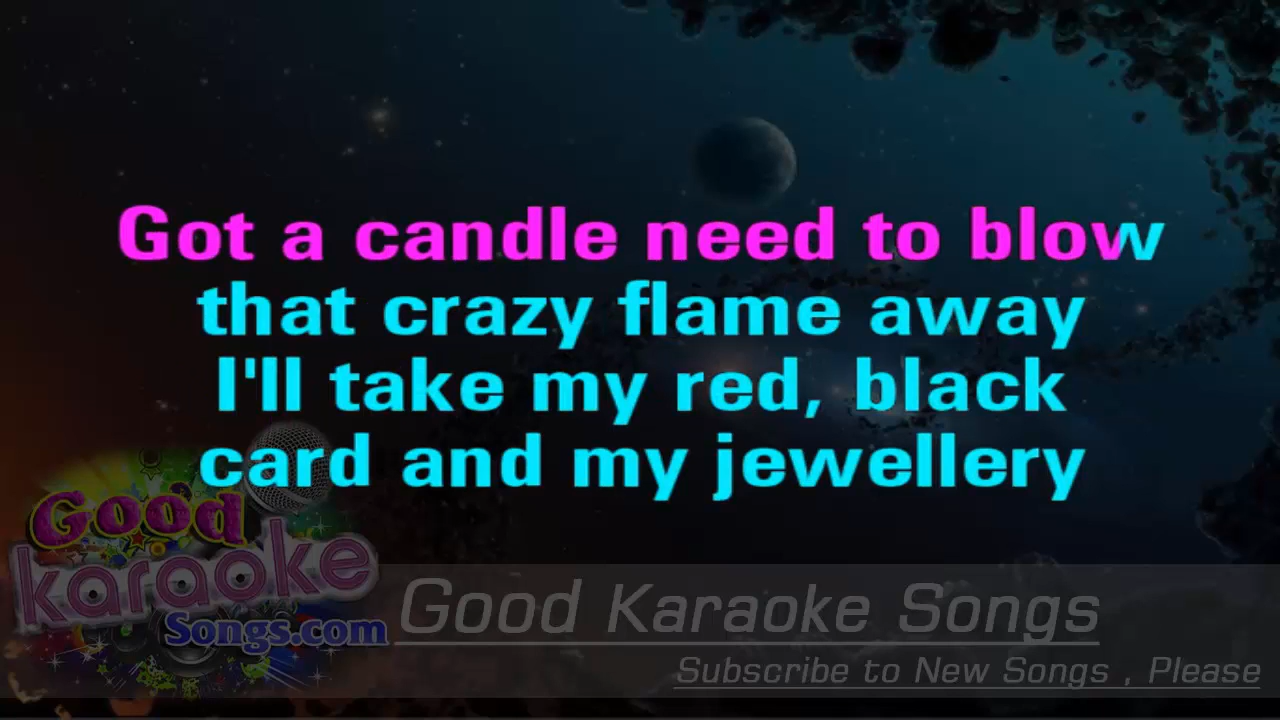 Got a candle need to blow
that crazy flame away
I'll take my red, black
card and my jewellery
Good
karaoke
Songs.com
Good Karaoke Songs
Subscribe to New Songs , Please